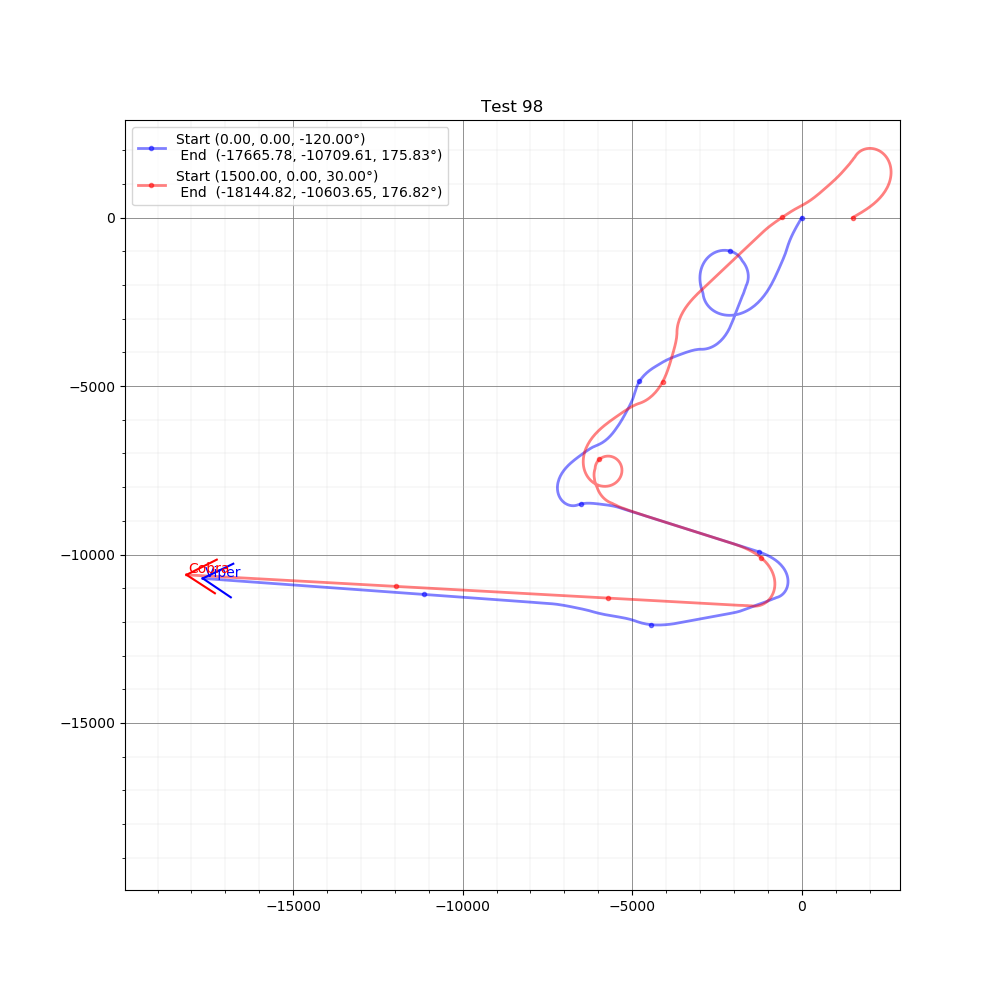 Test 98
Start (0.00, 0.00, -120.00°)
End (-17665.78, -10709.61, 175.83°)
Start (1500.00, 0.00, 30.00°)
End (-18144.82, -10603.65, 176.82°)
0
−5000
−10000
−15000
Cobra
Viper
−15000
−10000
−5000
0